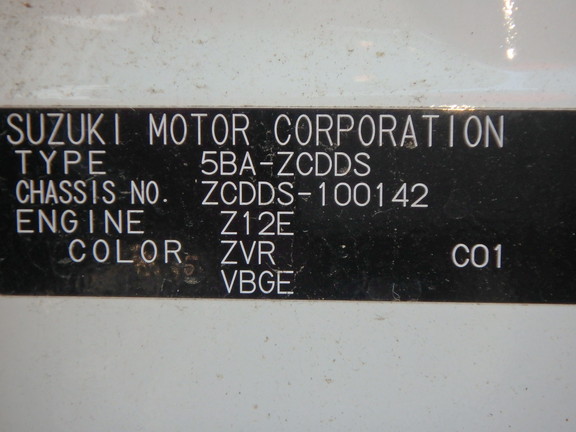 SUZUKI MOTOR CORPORATION
TYPE 5BA-ZCDDS
CHASSIS NO. ZCDDS-100142
ENGINE Z12E
COLOR ZVR C01
VBGE